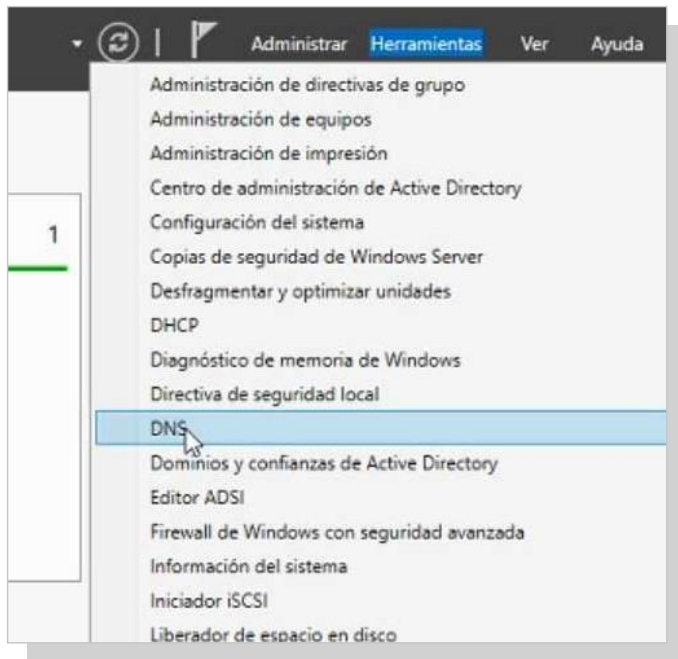 Administrar Herramientas Ver Ayuda
Administración de directivas de grupo
Administración de equipos
Administración de impresión
Centro de administración de Active Directory
Configuración del sistema
1
Copias de seguridad de Windows Server
Desfragmentar y optimizar unidades
DHCP
Diagnóstico de memoria de Windows
Directiva de seguridad local
DNS
Dominios y confianzas de Active Directory
Editor ADSI
Firewall de Windows con seguridad avanzada
Información del sistema
Iniciador iSCSI
Liberador de espacio en disco